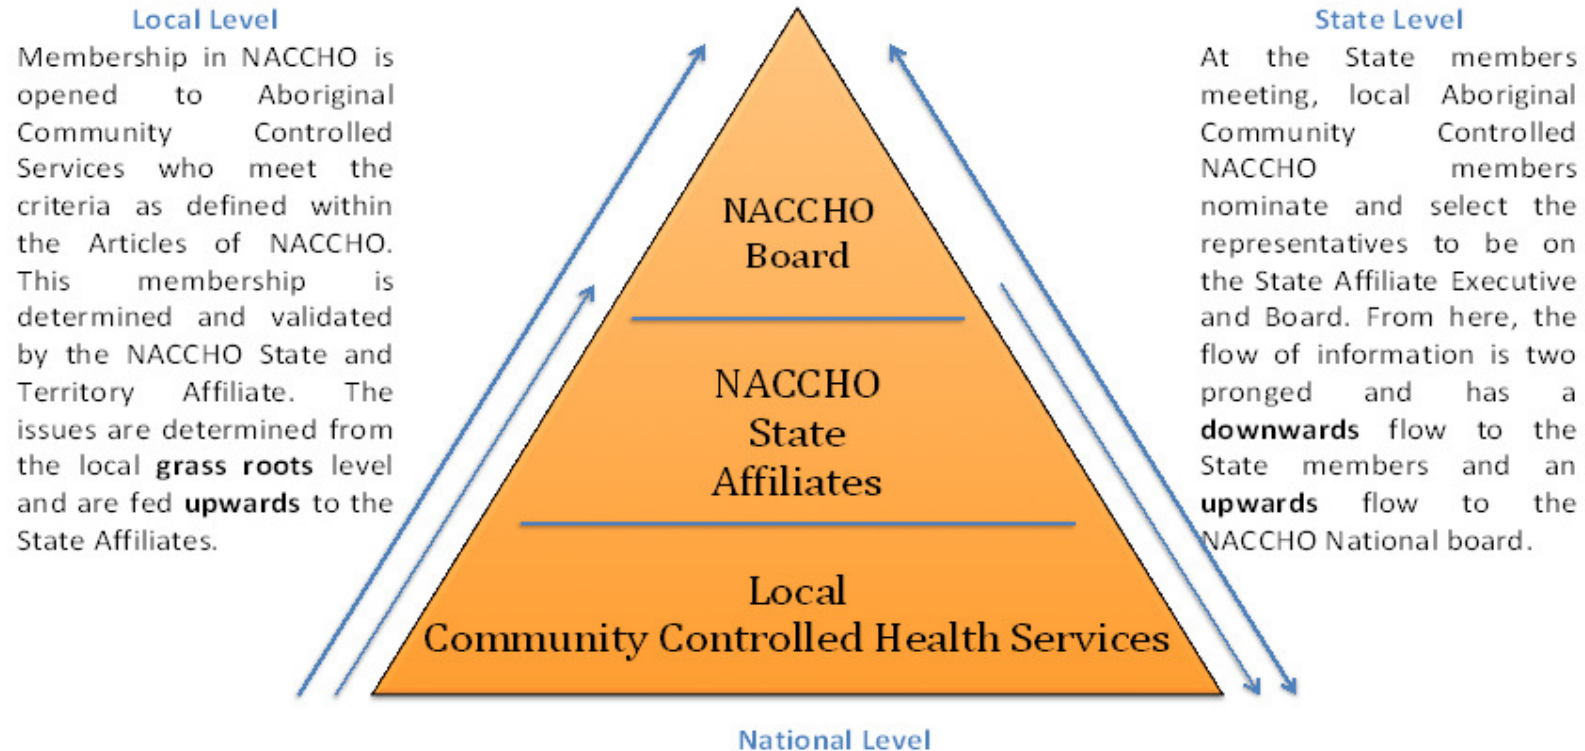 Local Level
Membership in NACCHO is
opened to Aboriginal
Community Controlled
Services who meet the
criteria as defined within
the Articles of NACCHO.
This membership is
determined and validated
by the NACCHO State and
Territory Affiliate. The
issues are determined from
the local grass roots level
and are fed upwards to the
State Affiliates.
NACCHO
Board
NACCHO
State
Affiliates
Local
Community Controlled Health Services
State Level
At the State members
meeting, local Aboriginal
Community Controlled
NACCHO members
nominate and select the
representatives to be on
the State Affiliate Executive
and Board. From here, the
flow of information is two
pronged and has a
downwards flow to the
State members and an
upwards flow to the
NACCHO National board.
National Level